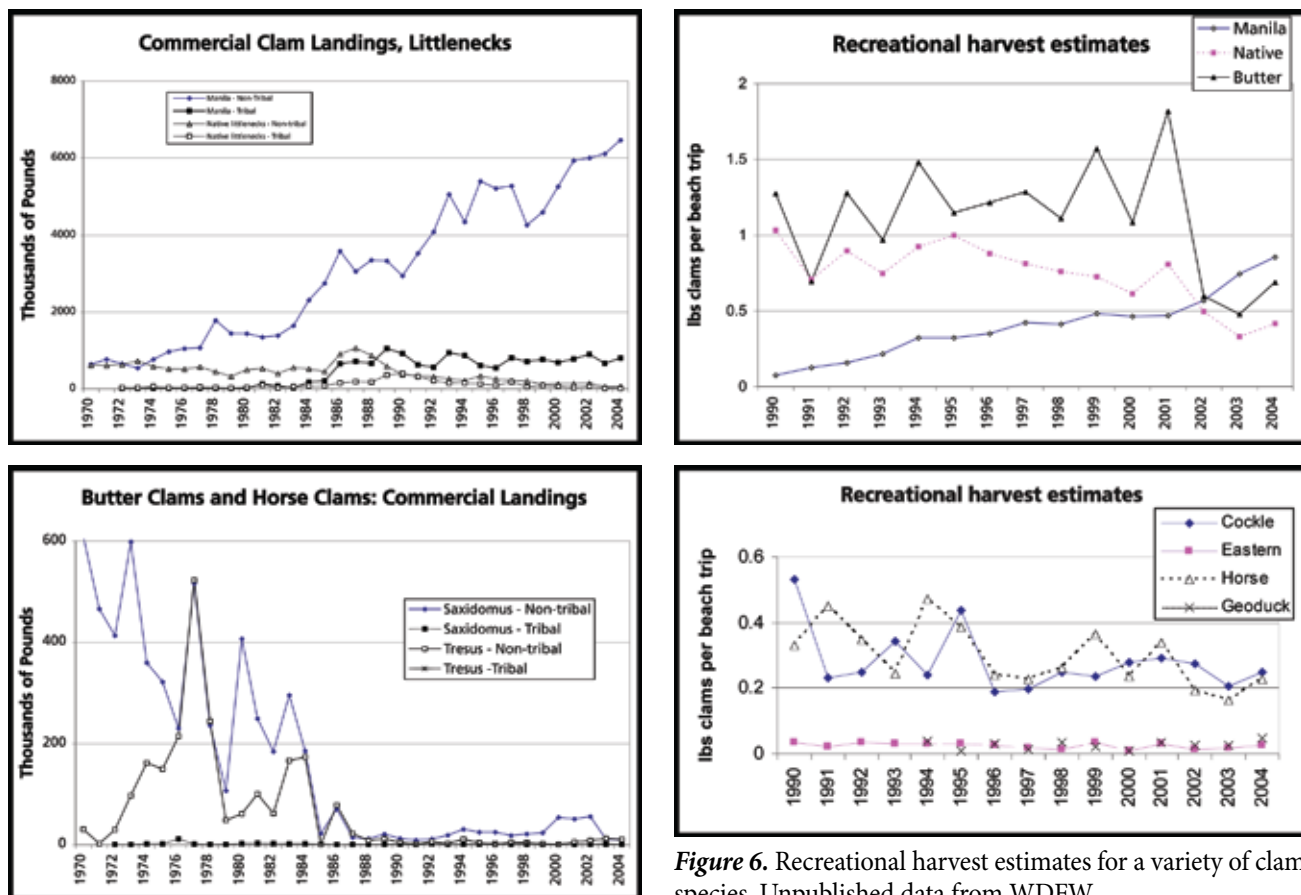 Commercial Clam Landings, Littlenecks
Thousands of Pounds
8000
6000
4000
2000
0
Manila - Non-Tribal
Manila - Tribal
Native littlenecks - Non-tribal
Native littlenecks - Tribal
1970 1972 1974 1976 1978 1980 1982 1984 1986 1988 1990 1992 1994 1996 1998 2000 2002 2004
Butter Clams and Horse Clams: Commercial Landings
Thousands of Pounds
600
400
200
0
Saxidomus - Non-tribal
Saxidomus - Tribal
Tresus - Non-tribal
Tresus -Tribal
1970 1972 1974 1976 1978 1980 1982 1984 1986 1988 1990 1992 1994 1996 1998 2000 2002 2004
Recreational harvest estimates
Manila
Native
Butter
lbs clams per beach trip
2
1.5
1
0.5
0
1990 1991 1992 1993 1994 1995 1996 1997 1998 1999 2000 2001 2002 2003 2004
Recreational harvest estimates
Cockle
Eastern
Horse
Geoduck
lbs clams per beach trip
0.6
0.4
0.2
0
1990 1991 1992 1993 1994 1995 1996 1997 1998 1999 2000 2001 2002 2003 2004
Figure 6. Recreational harvest estimates for a variety of clam
species. Unpublished data from WDFW